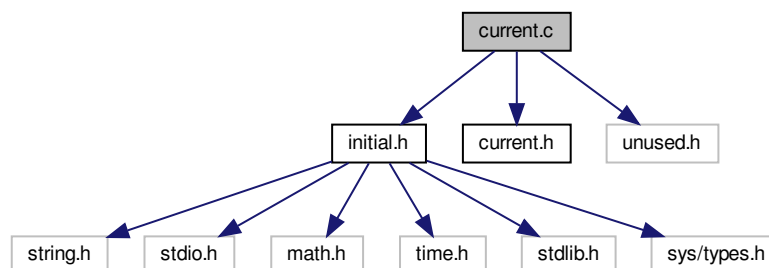 current.c
initial.h
current.h
unused.h
string.h
stdio.h
math.h
time.h
stdlib.h
sys/types.h